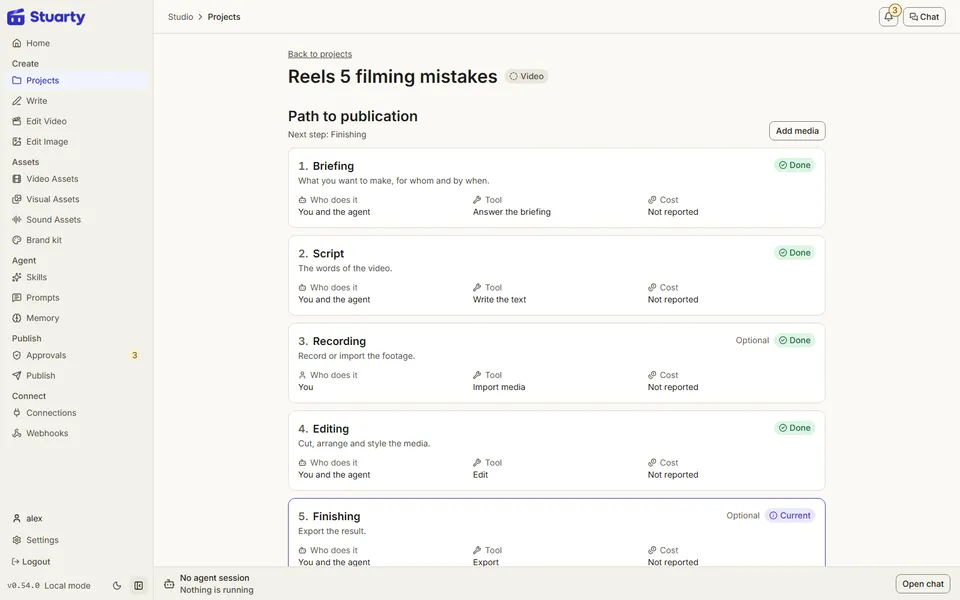 Stuarty
Home
Create
Projects
Write
Edit Video
Edit Image
Assets
Video Assets
Visual Assets
Sound Assets
Brand kit
Agent
Skills
Prompts
Memory
Publish
Approvals 3
Publish
Connect
Connections
Webhooks
alex
Settings
Logout
v0.54.0 Local mode
Studio > Projects
3
Chat
Back to projects
Reels 5 filming mistakes Video
Path to publication
Next step: Finishing
Add media
1. Briefing Done
What you want to make, for whom and by when.
Who does it Tool Cost
You and the agent Answer the briefing Not reported
2. Script Done
The words of the video.
Who does it Tool Cost
You and the agent Write the text Not reported
3. Recording Optional Done
Record or import the footage.
Who does it Tool Cost
You Import media Not reported
4. Editing Done
Cut, arrange and style the media.
Who does it Tool Cost
You and the agent Edit Not reported
5. Finishing Optional Current
Export the result.
Who does it Tool Cost
You and the agent Export Not reported
No agent session
Nothing is running
Open chat